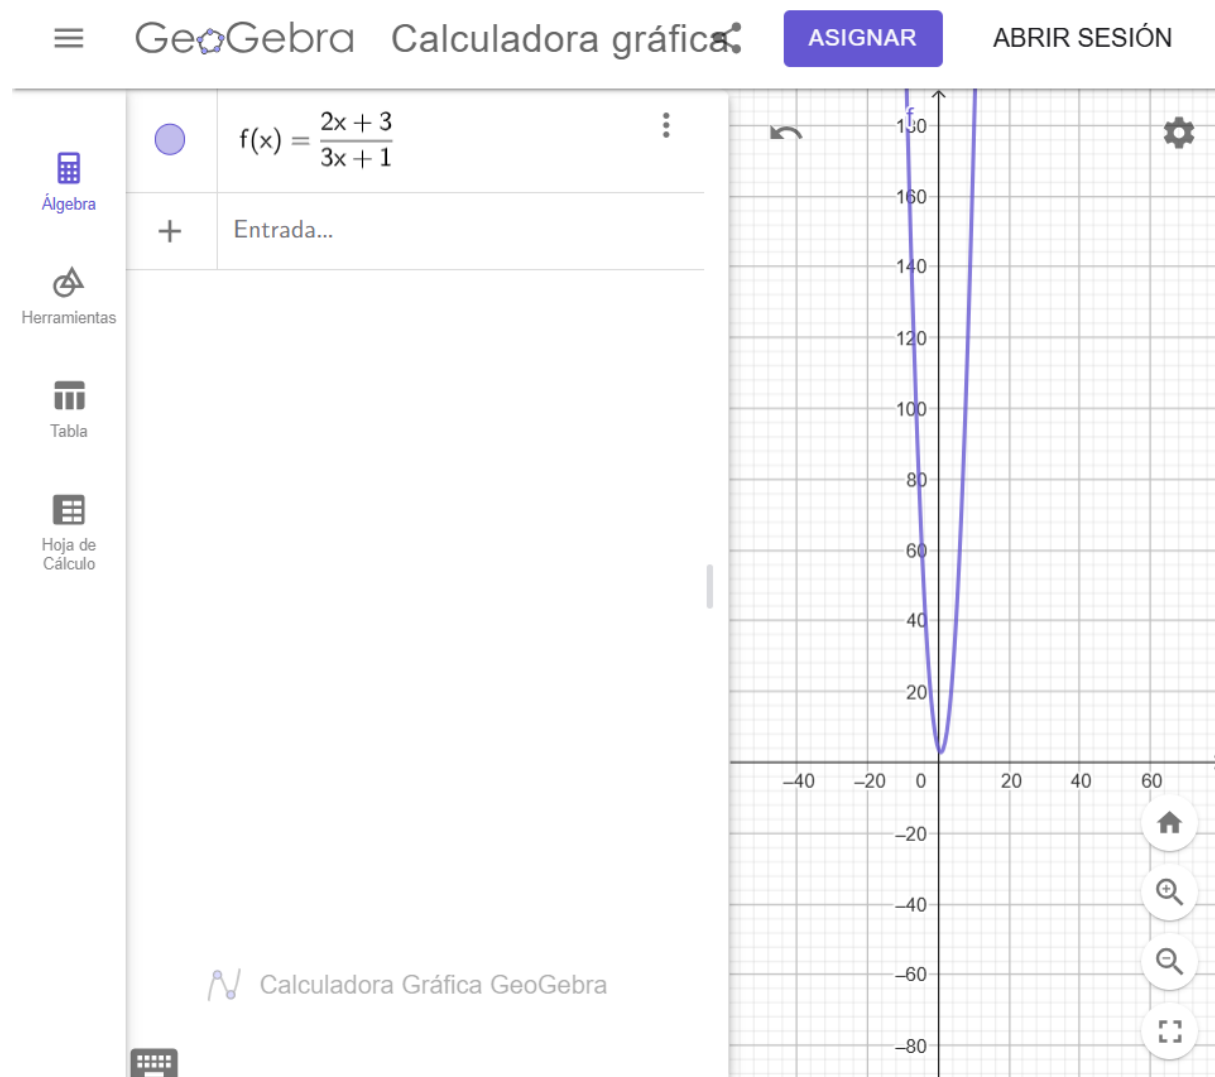 GeoGebra Calculadora gráfica ASIGNAR ABRIR SESIÓN
Álgebra
Herramientas
Tabla
Hoja de
Cálculo
f(x) = (2x + 3)/(3x + 1)
+ Entrada...
Calculadora Gráfica GeoGebra
f
180
160
140
120
100
80
60
40
20
–40 –20 0 20 40 60
–20
–40
–60
–80